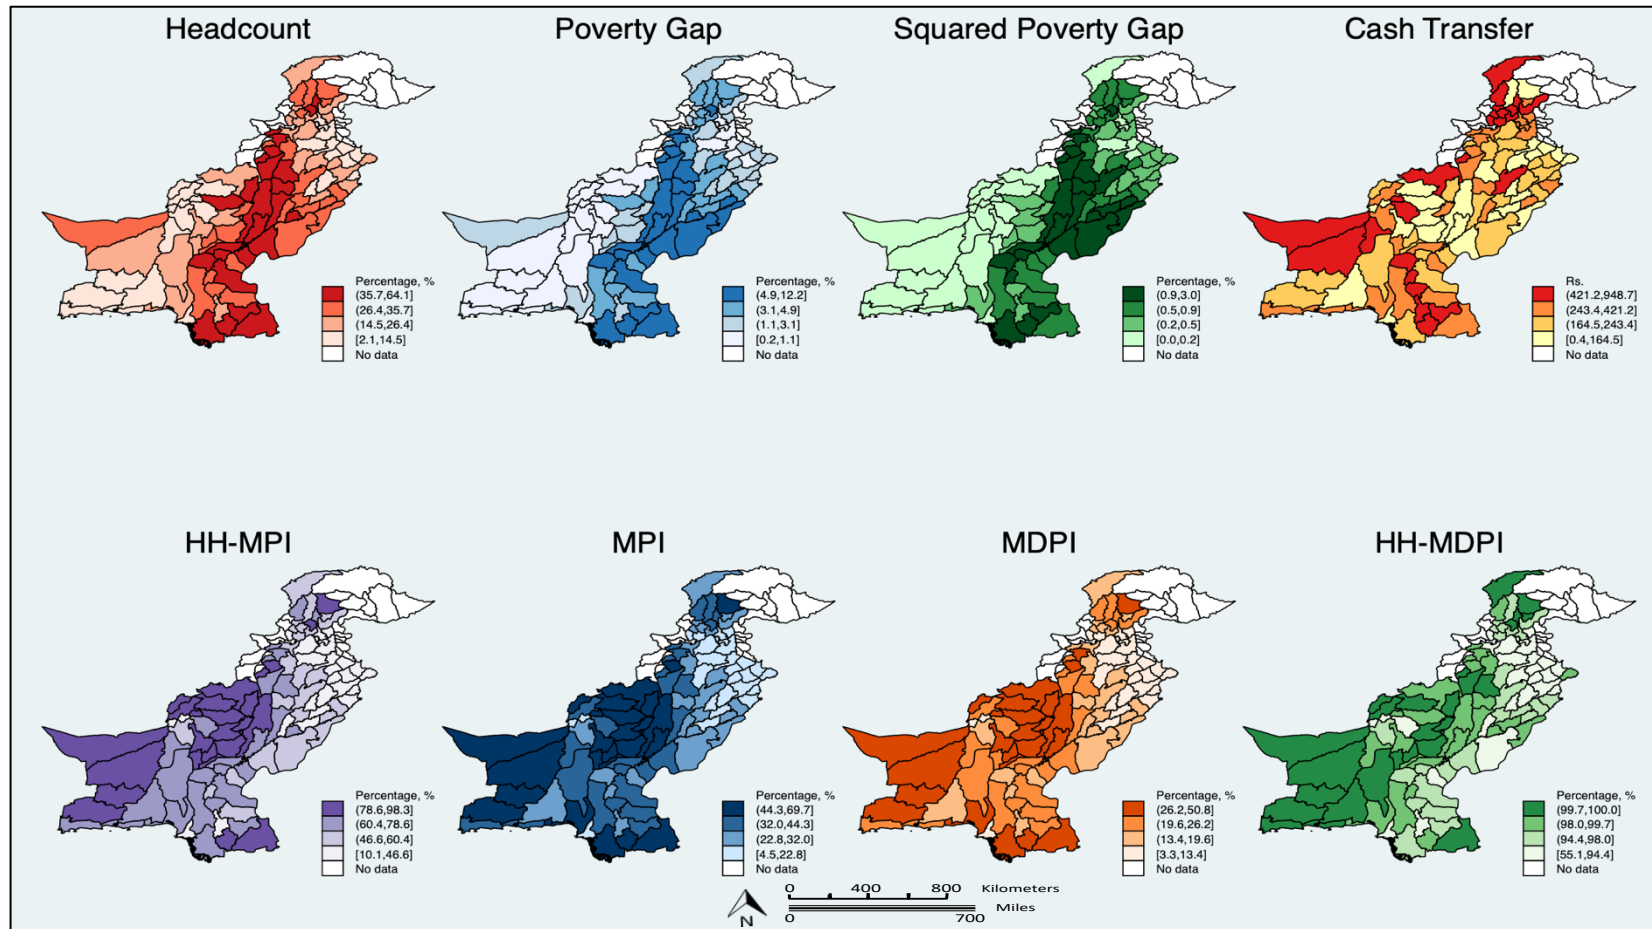 Headcount
Percentage, %
(35.7,64.1]
(26.4,35.7]
(14.5,26.4]
[2.1,14.5]
No data
Poverty Gap
Percentage, %
(4.9,12.2]
(3.1,4.9]
(1.1,3.1]
[0.2,1.1]
No data
Squared Poverty Gap
Percentage, %
(0.9,3.0]
(0.5,0.9]
(0.2,0.5]
[0.0,0.2]
No data
Cash Transfer
Rs.
(421.2,948.7]
(243.4,421.2]
(164.5,243.4]
[0.4,164.5]
No data
HH-MPI
Percentage, %
(78.6,98.3]
(60.4,78.6]
(46.6,60.4]
[10.1,46.6]
No data
MPI
Percentage, %
(44.3,69.7]
(32.0,44.3]
(22.8,32.0]
[4.5,22.8]
No data
MDPI
Percentage, %
(26.2,50.8]
(19.6,26.2]
(13.4,19.6]
[3.3,13.4]
No data
HH-MDPI
Percentage, %
(99.7,100.0]
(98.0,99.7]
(94.4,98.0]
[55.1,94.4]
No data
N
0 400 800 Kilometers
Miles
0 700